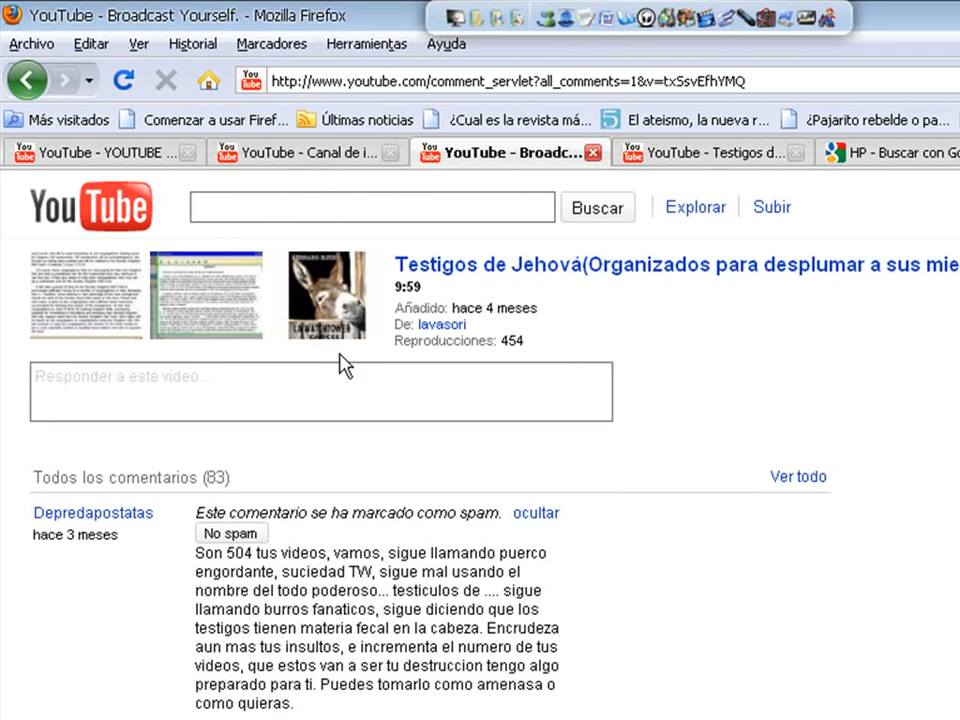 YouTube - Broadcast Yourself. - Mozilla Firefox
Archivo Editar Ver Historial Marcadores Herramientas Ayuda
You Tube http://www.youtube.com/comment_servlet?all_comments=1&v=txSsvEfhYMQ
Más visitados Comenzar a usar Firef... Últimas noticias ¿Cual es la revista má... 5 El ateismo, la nueva r... ¿Pajarito rebelde o pa...
YouTube - YOUTUBE ... YouTube - Canal de i... YouTube - Broadc... YouTube - Testigos d... HP - Buscar con Go
YouTube Buscar Explorar Subir
Testigos de Jehová(Organizados para desplumar a sus mie
9:59
Añadido: hace 4 meses
De: lavasori
Reproducciones: 454
Responder a este vídeo...
Todos los comentarios (83) Ver todo
Depredapostatas Este comentario se ha marcado como spam. ocultar
hace 3 meses No spam
Son 504 tus videos, vamos, sigue llamando puerco
engordante, suciedad TW, sigue mal usando el
nombre del todo poderoso... testiculos de .... sigue
llamando burros fanaticos, sigue diciendo que los
testigos tienen materia fecal en la cabeza. Encrudeza
aun mas tus insultos, e incrementa el numero de tus
videos, que estos van a ser tu destruccion tengo algo
preparado para ti. Puedes tomarlo como amenasa o
como quieras.